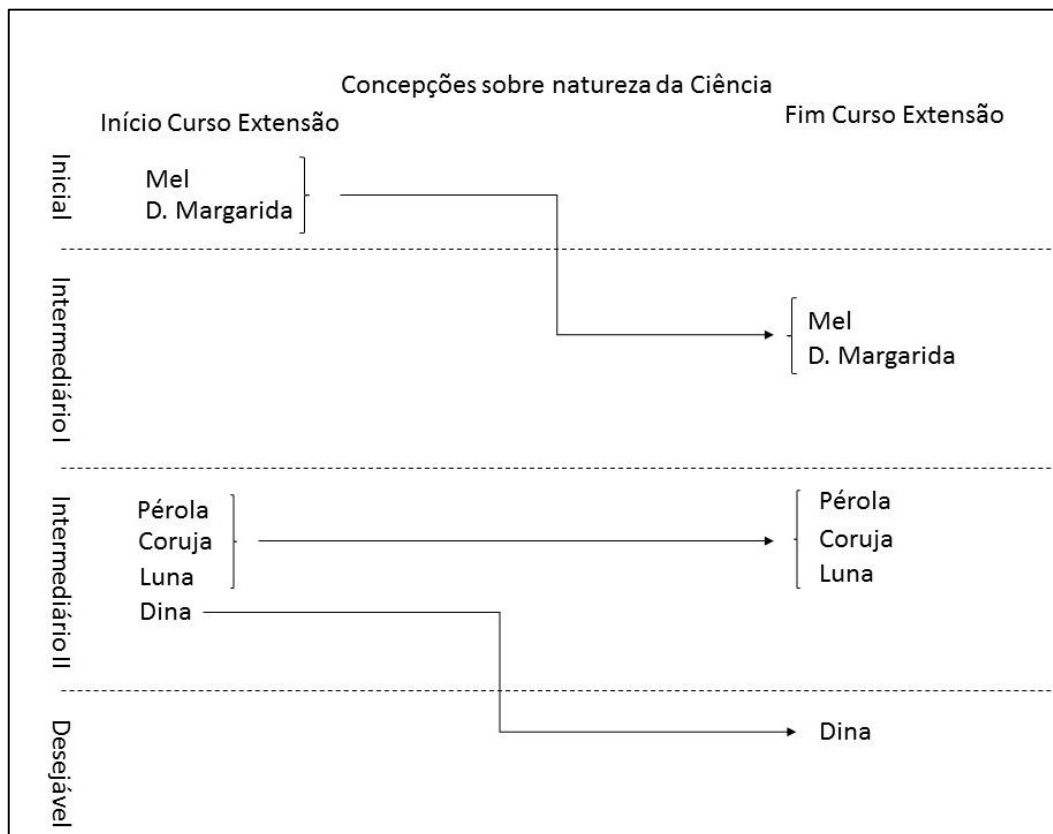 Concepções sobre natureza da Ciência
Início Curso Extensão
Fim Curso Extensão
Inicial
Mel
D. Margarida
Intermediário I
Mel
D. Margarida
Intermediário II
Pérola
Coruja
Luna
Dina
Pérola
Coruja
Luna
Desejável
Dina